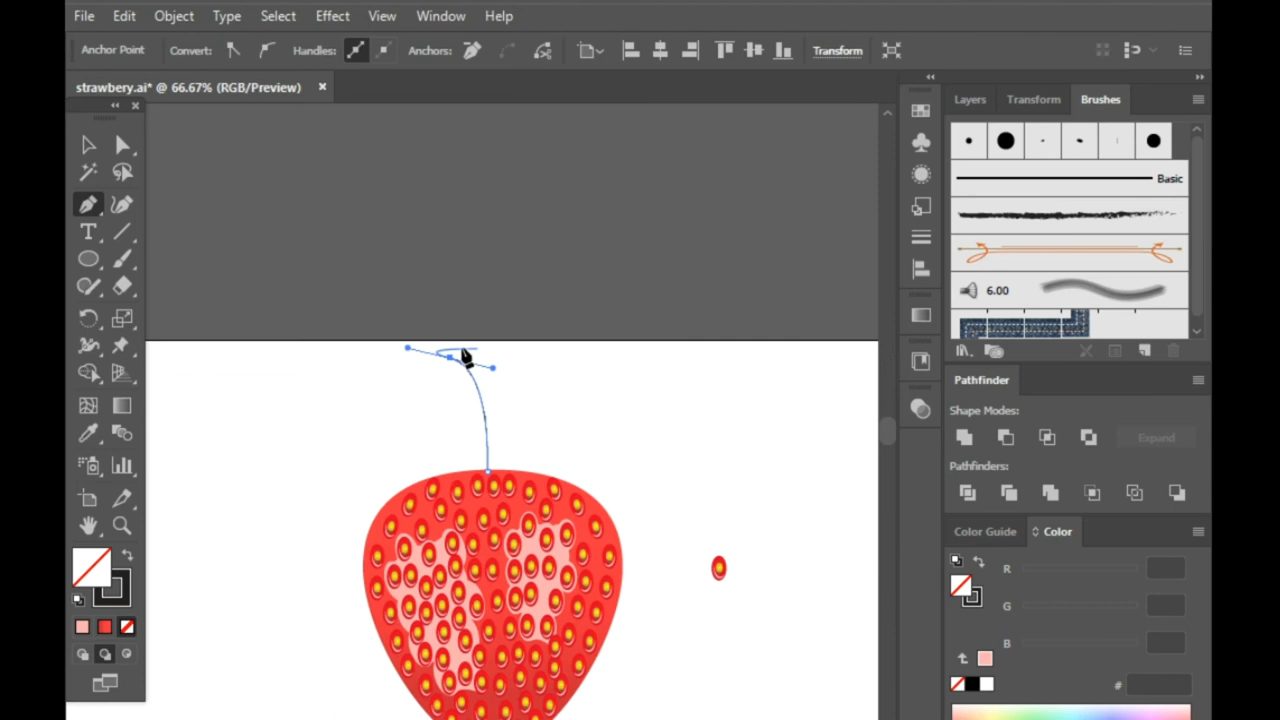 File Edit Object Type Select Effect View Window Help
Anchor Point Convert: Handles: Anchors: Transform
strawbery.ai* @ 66.67% (RGB/Preview)
Layers Transform Brushes
Basic
6.00
Pathfinder
Shape Modes:
Expand
Pathfinders:
Color Guide Color
R
G
B
#